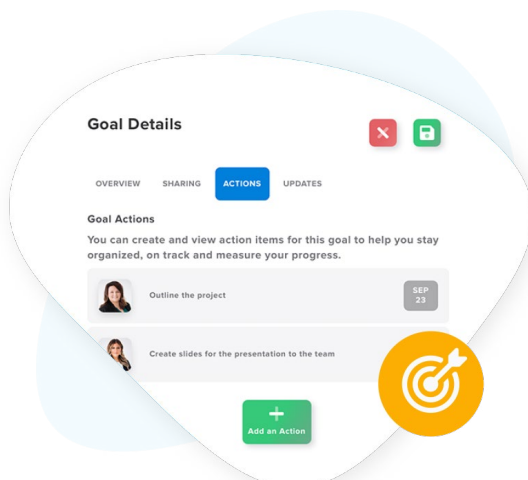 Goal Details
OVERVIEW SHARING ACTIONS UPDATES
Goal Actions
You can create and view action items for this goal to help you stay
organized, on track and measure your progress.
Outline the project
SEP
23
Create slides for the presentation to the team
Add an Action